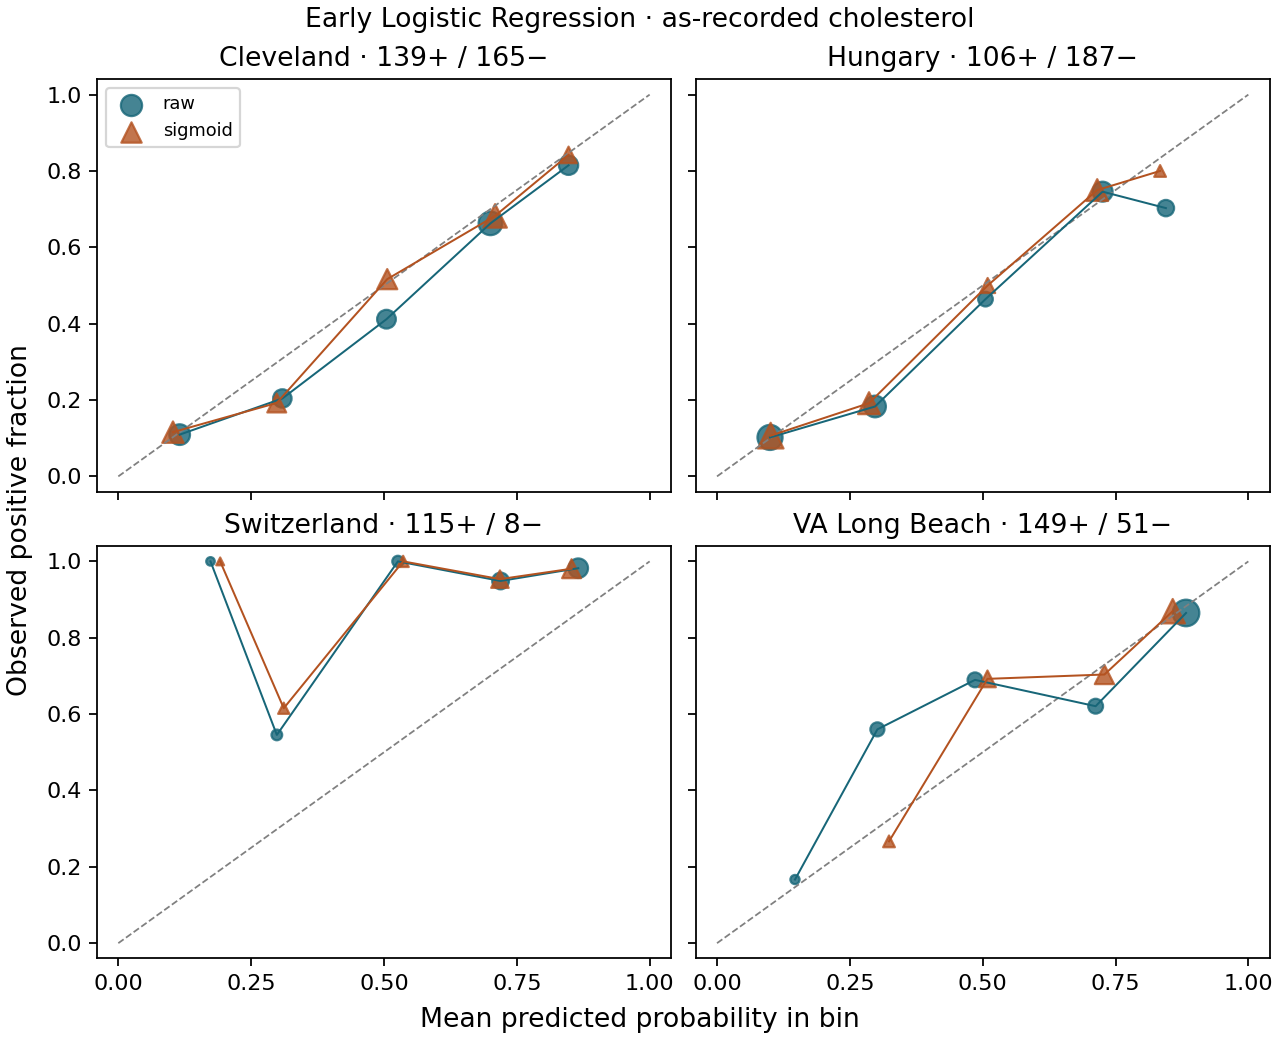 Early Logistic Regression · as-recorded cholesterol
Cleveland · 139+ / 165−
Hungary · 106+ / 187−
raw
sigmoid
1.0
0.8
0.6
0.4
0.2
0.0
Switzerland · 115+ / 8−
VA Long Beach · 149+ / 51−
1.0
0.8
0.6
0.4
0.2
0.0
0.00 0.25 0.50 0.75 1.00
0.00 0.25 0.50 0.75 1.00
Observed positive fraction
Mean predicted probability in bin